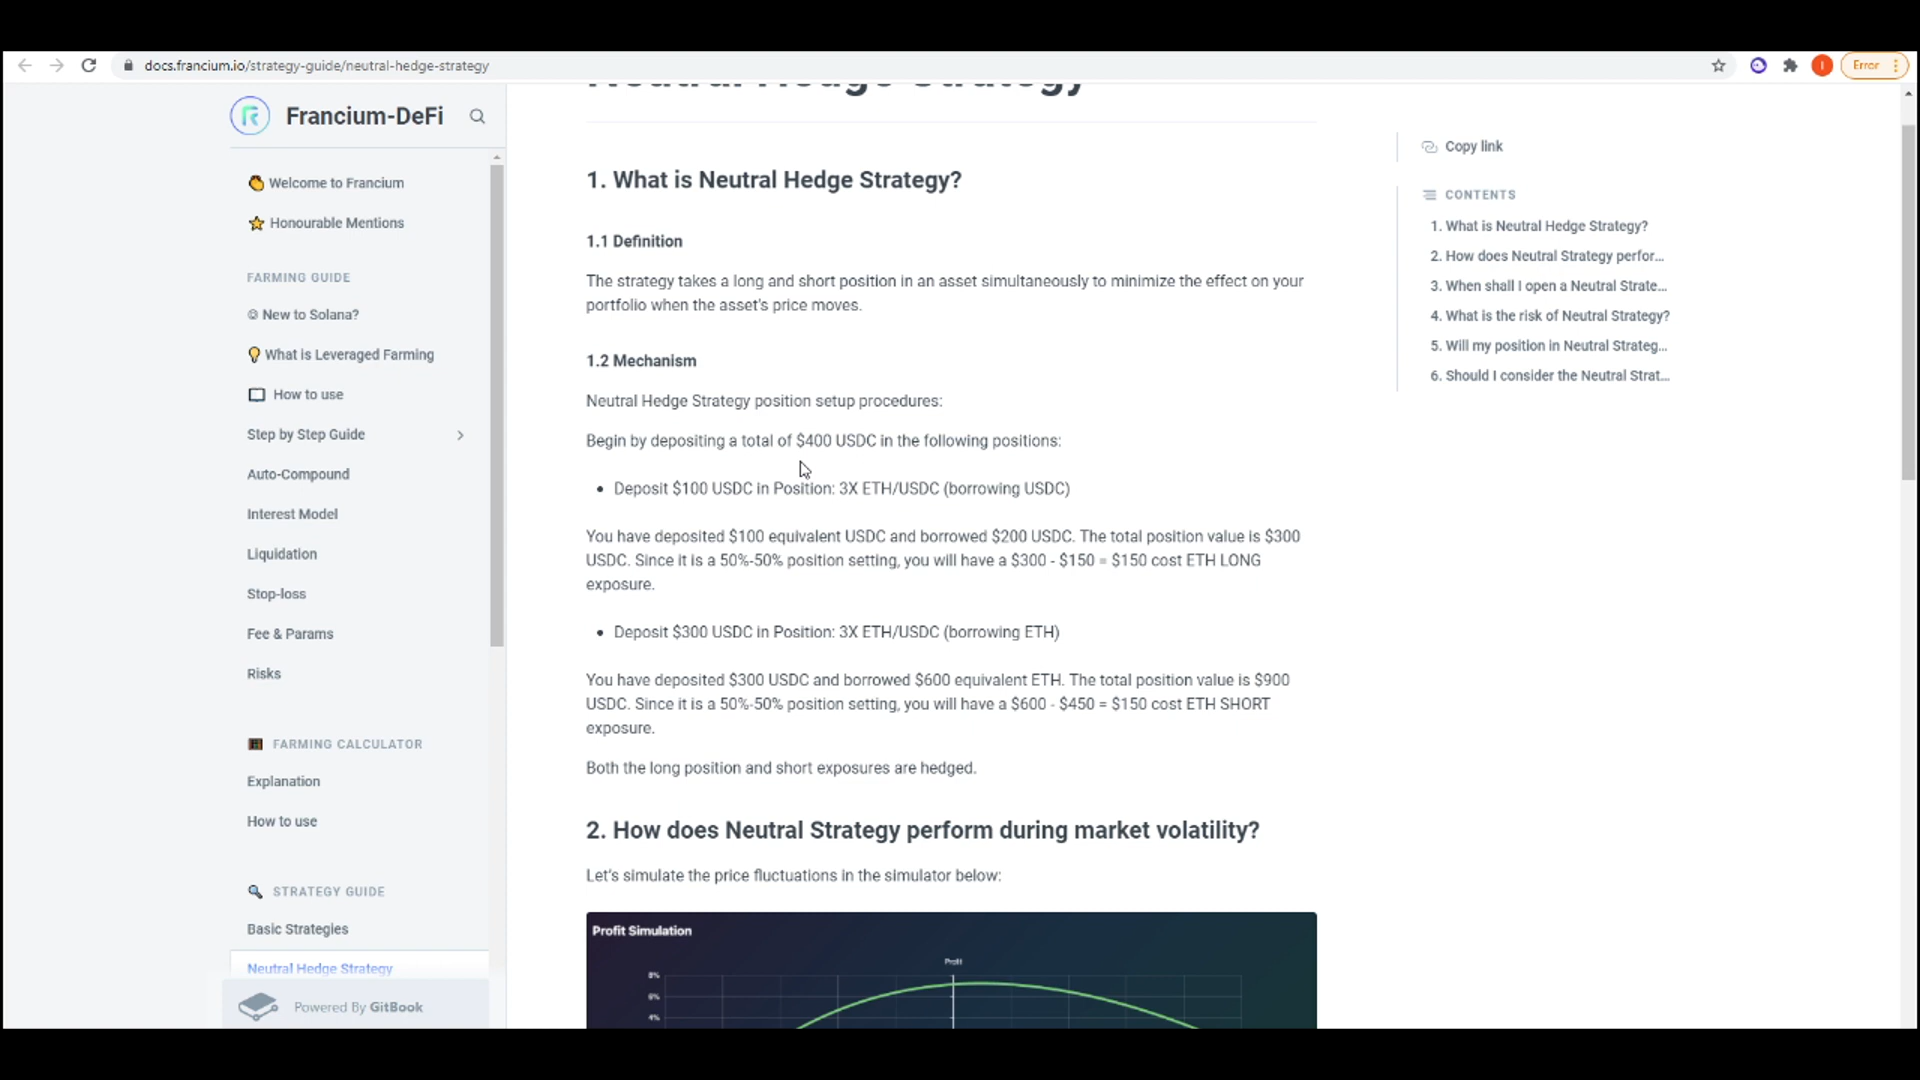 docs.francium.io/strategy-guide/neutral-hedge-strategy
Error
Francium-DeFi
Welcome to Francium
Honourable Mentions
FARMING GUIDE
New to Solana?
What is Leveraged Farming
How to use
Step by Step Guide
Auto-Compound
Interest Model
Liquidation
Stop-loss
Fee & Params
Risks
FARMING CALCULATOR
Explanation
How to use
STRATEGY GUIDE
Basic Strategies
Neutral Hedge Strategy
Powered By GitBook
Neutral Hedge Strategy
1. What is Neutral Hedge Strategy?
1.1 Definition
The strategy takes a long and short position in an asset simultaneously to minimize the effect on your
portfolio when the asset's price moves.
1.2 Mechanism
Neutral Hedge Strategy position setup procedures:
Begin by depositing a total of $400 USDC in the following positions:
• Deposit $100 USDC in Position: 3X ETH/USDC (borrowing USDC)
You have deposited $100 equivalent USDC and borrowed $200 USDC. The total position value is $300
USDC. Since it is a 50%-50% position setting, you will have a $300 - $150 = $150 cost ETH LONG
exposure.
• Deposit $300 USDC in Position: 3X ETH/USDC (borrowing ETH)
You have deposited $300 USDC and borrowed $600 equivalent ETH. The total position value is $900
USDC. Since it is a 50%-50% position setting, you will have a $600 - $450 = $150 cost ETH SHORT
exposure.
Both the long position and short exposures are hedged.
2. How does Neutral Strategy perform during market volatility?
Let's simulate the price fluctuations in the simulator below:
Profit Simulation
Profit
8%
6%
4%
Copy link
CONTENTS
1. What is Neutral Hedge Strategy?
2. How does Neutral Strategy perfor...
3. When shall I open a Neutral Strate...
4. What is the risk of Neutral Strategy?
5. Will my position in Neutral Strateg...
6. Should I consider the Neutral Strat...